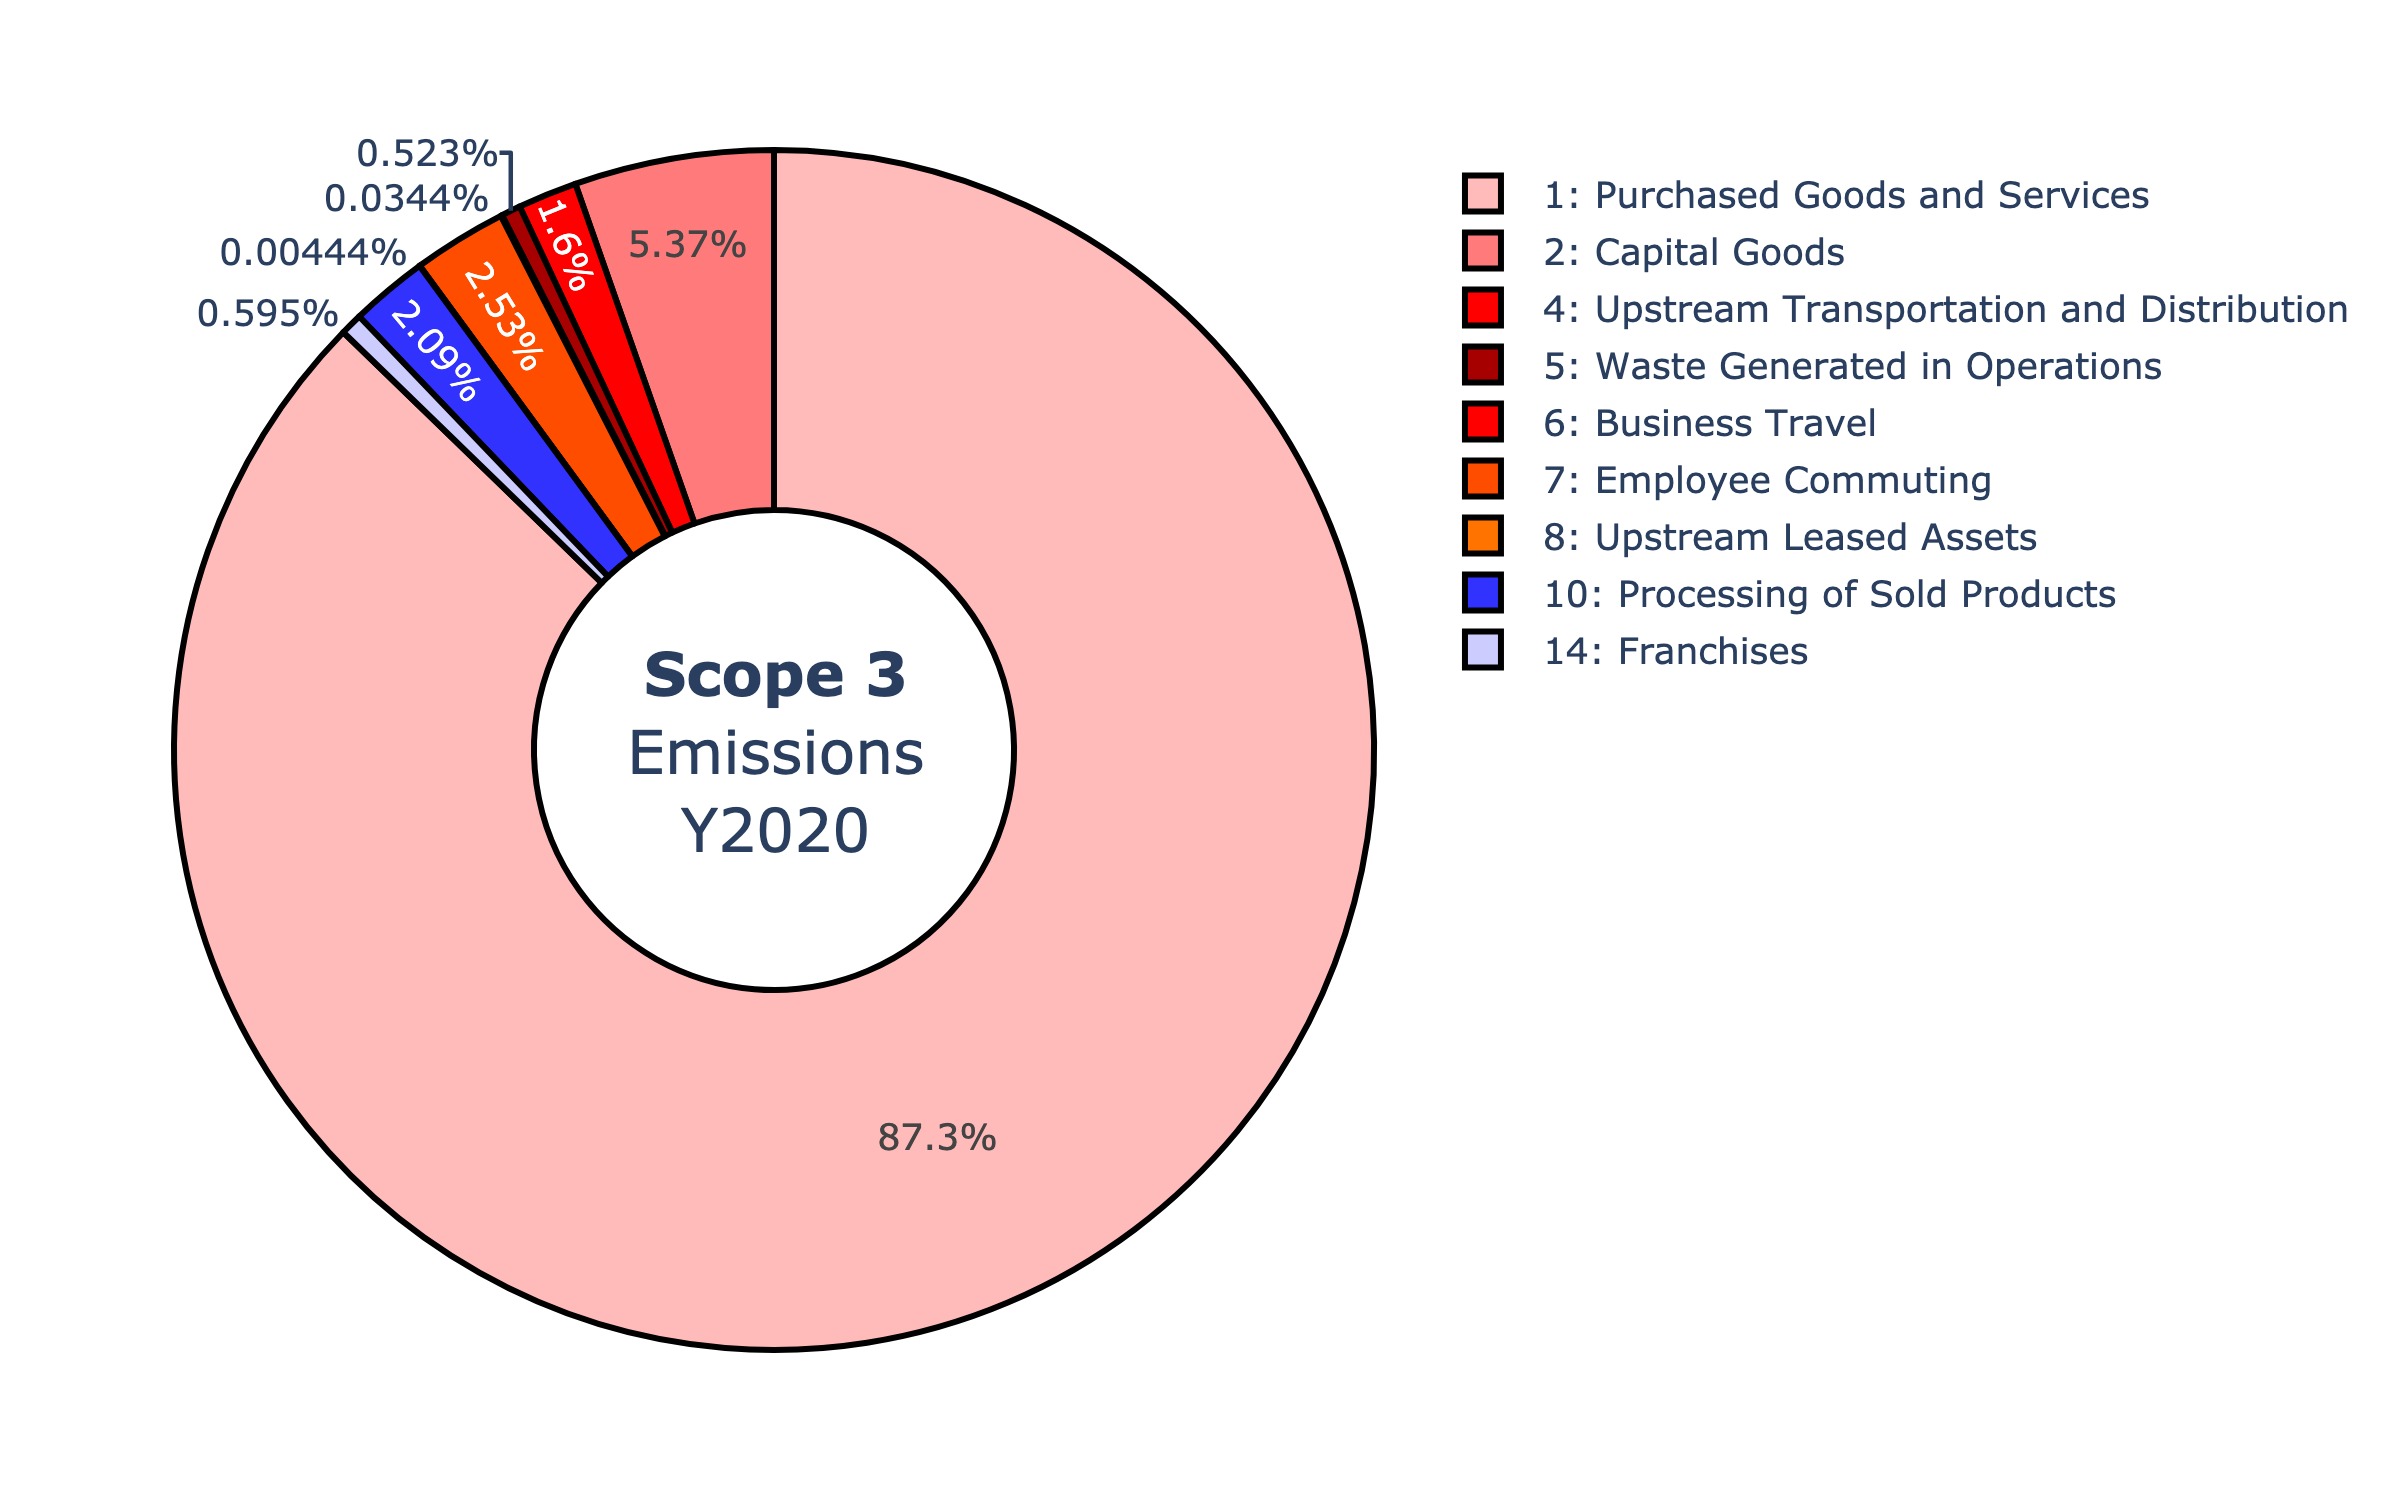 0.523%
0.0344%
0.00444%
0.595%
2.09%
2.53%
1.6%
5.37%
87.3%
Scope 3
Emissions
Y2020
1: Purchased Goods and Services
2: Capital Goods
4: Upstream Transportation and Distribution
5: Waste Generated in Operations
6: Business Travel
7: Employee Commuting
8: Upstream Leased Assets
10: Processing of Sold Products
14: Franchises